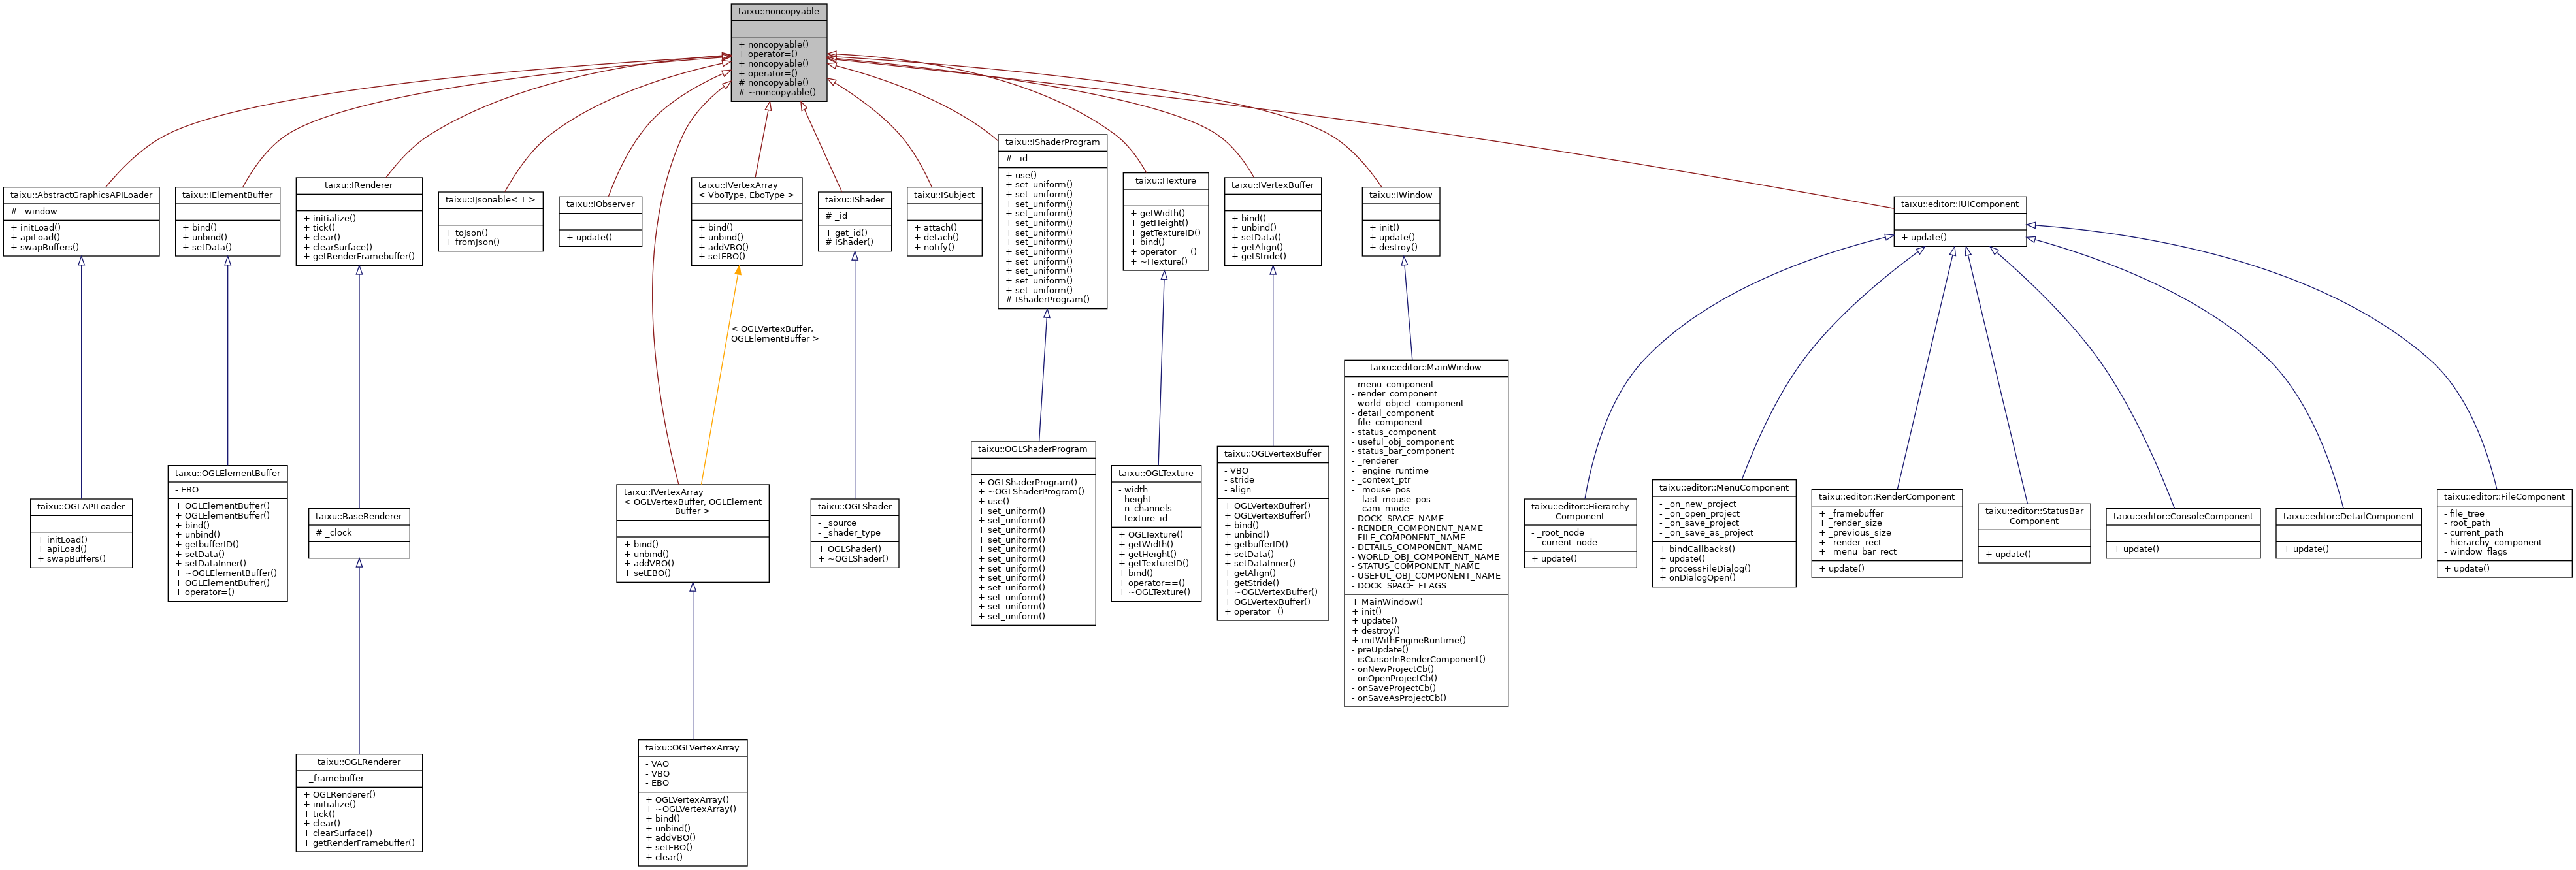 taixu::noncopyable
+ noncopyable()
+ operator=()
+ noncopyable()
+ operator=()
# noncopyable()
# ~noncopyable()
taixu::AbstractGraphicsAPILoader
# _window
+ initLoad()
+ apiLoad()
+ swapBuffers()
taixu::IElementBuffer
+ bind()
+ unbind()
+ setData()
taixu::IRenderer
+ initialize()
+ tick()
+ clear()
+ clearSurface()
+ getRenderFramebuffer()
taixu::IJsonable< T >
+ toJson()
+ fromJson()
taixu::IObserver
+ update()
taixu::IVertexArray
< VboType, EboType >
+ bind()
+ unbind()
+ addVBO()
+ setEBO()
taixu::IShader
# _id
+ get_id()
# IShader()
taixu::ISubject
+ attach()
+ detach()
+ notify()
taixu::IShaderProgram
# _id
+ use()
+ set_uniform()
+ set_uniform()
+ set_uniform()
+ set_uniform()
+ set_uniform()
+ set_uniform()
+ set_uniform()
+ set_uniform()
+ set_uniform()
+ set_uniform()
+ set_uniform()
+ set_uniform()
# IShaderProgram()
taixu::ITexture
+ getWidth()
+ getHeight()
+ getTextureID()
+ bind()
+ operator==()
+ ~ITexture()
taixu::IVertexBuffer
+ bind()
+ unbind()
+ setData()
+ getAlign()
+ getStride()
taixu::IWindow
+ init()
+ update()
+ destroy()
taixu::editor::IUIComponent
+ update()
< OGLVertexBuffer,
OGLElementBuffer >
taixu::OGLAPILoader
+ initLoad()
+ apiLoad()
+ swapBuffers()
taixu::OGLElementBuffer
- EBO
+ OGLElementBuffer()
+ OGLElementBuffer()
+ bind()
+ unbind()
+ getbufferID()
+ setData()
+ setDataInner()
+ ~OGLElementBuffer()
+ OGLElementBuffer()
+ operator=()
taixu::BaseRenderer
# _clock
taixu::IVertexArray
< OGLVertexBuffer, OGLElement
Buffer >
+ bind()
+ unbind()
+ addVBO()
+ setEBO()
taixu::OGLShader
- _source
- _shader_type
+ OGLShader()
+ ~OGLShader()
taixu::OGLShaderProgram
+ OGLShaderProgram()
+ ~OGLShaderProgram()
+ use()
+ set_uniform()
+ set_uniform()
+ set_uniform()
+ set_uniform()
+ set_uniform()
+ set_uniform()
+ set_uniform()
+ set_uniform()
+ set_uniform()
+ set_uniform()
+ set_uniform()
+ set_uniform()
taixu::OGLTexture
- width
- height
- n_channels
- texture_id
+ OGLTexture()
+ getWidth()
+ getHeight()
+ getTextureID()
+ bind()
+ operator==()
+ ~OGLTexture()
taixu::OGLVertexBuffer
- VBO
- stride
- align
+ OGLVertexBuffer()
+ OGLVertexBuffer()
+ bind()
+ unbind()
+ getbufferID()
+ setData()
+ setDataInner()
+ getAlign()
+ getStride()
+ ~OGLVertexBuffer()
+ OGLVertexBuffer()
+ operator=()
taixu::editor::MainWindow
- menu_component
- render_component
- world_object_component
- detail_component
- file_component
- status_component
- useful_obj_component
- status_bar_component
- _renderer
- _engine_runtime
- _context_ptr
- _mouse_pos
- _last_mouse_pos
- _cam_mode
- DOCK_SPACE_NAME
- RENDER_COMPONENT_NAME
- FILE_COMPONENT_NAME
- DETAILS_COMPONENT_NAME
- WORLD_OBJ_COMPONENT_NAME
- STATUS_COMPONENT_NAME
- USEFUL_OBJ_COMPONENT_NAME
- DOCK_SPACE_FLAGS
+ MainWindow()
+ init()
+ update()
+ destroy()
+ initWithEngineRuntime()
- preUpdate()
- isCursorInRenderComponent()
- onNewProjectCb()
- onOpenProjectCb()
- onSaveProjectCb()
- onSaveAsProjectCb()
taixu::editor::Hierarchy
Component
- _root_node
- _current_node
+ update()
taixu::editor::MenuComponent
- _on_new_project
- _on_open_project
- _on_save_project
- _on_save_as_project
+ bindCallbacks()
+ update()
+ processFileDialog()
+ onDialogOpen()
taixu::editor::RenderComponent
+ _framebuffer
+ _render_size
+ _previous_size
+ _render_rect
+ _menu_bar_rect
+ update()
taixu::editor::StatusBar
Component
+ update()
taixu::editor::ConsoleComponent
+ update()
taixu::editor::DetailComponent
+ update()
taixu::editor::FileComponent
- file_tree
- root_path
- current_path
- hierarchy_component
- window_flags
+ update()
taixu::OGLRenderer
- _framebuffer
+ OGLRenderer()
+ initialize()
+ tick()
+ clear()
+ clearSurface()
+ getRenderFramebuffer()
taixu::OGLVertexArray
- VAO
- VBO
- EBO
+ OGLVertexArray()
+ ~OGLVertexArray()
+ bind()
+ unbind()
+ addVBO()
+ setEBO()
+ clear()